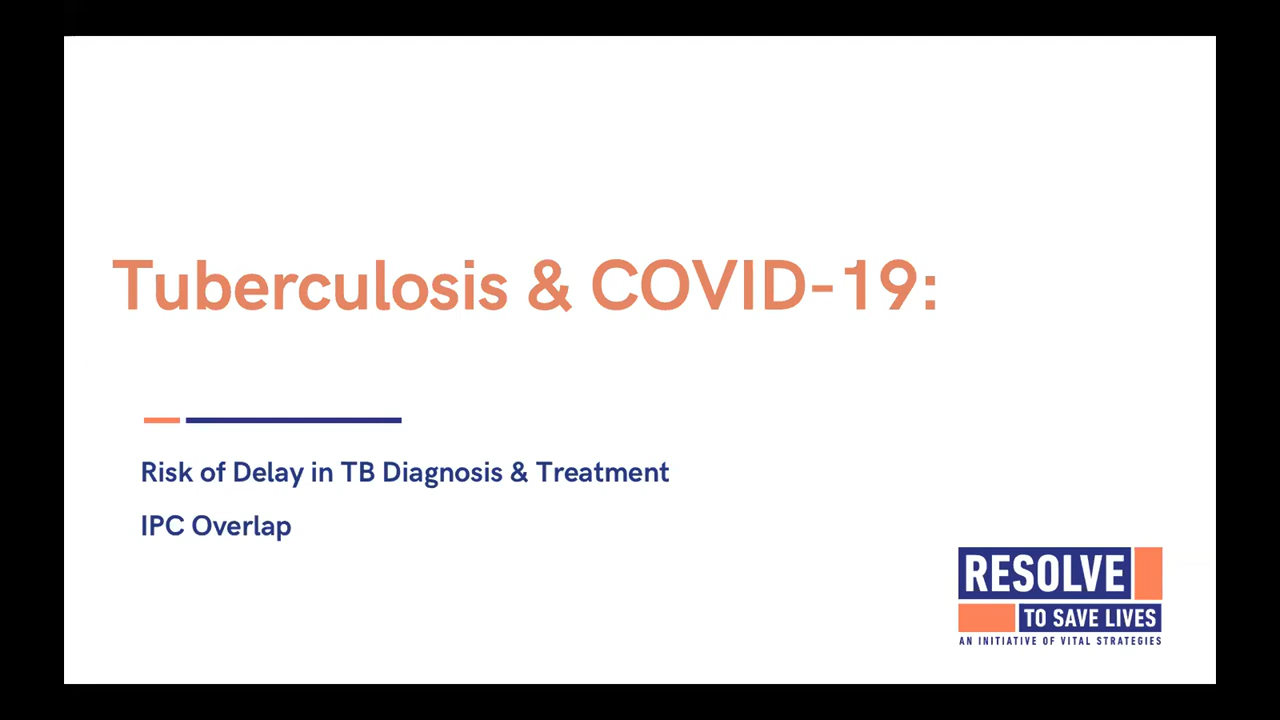 Tuberculosis & COVID-19:
Risk of Delay in TB Diagnosis & Treatment
IPC Overlap
RESOLVE
TO SAVE LIVES
AN INITIATIVE OF VITAL STRATEGIES